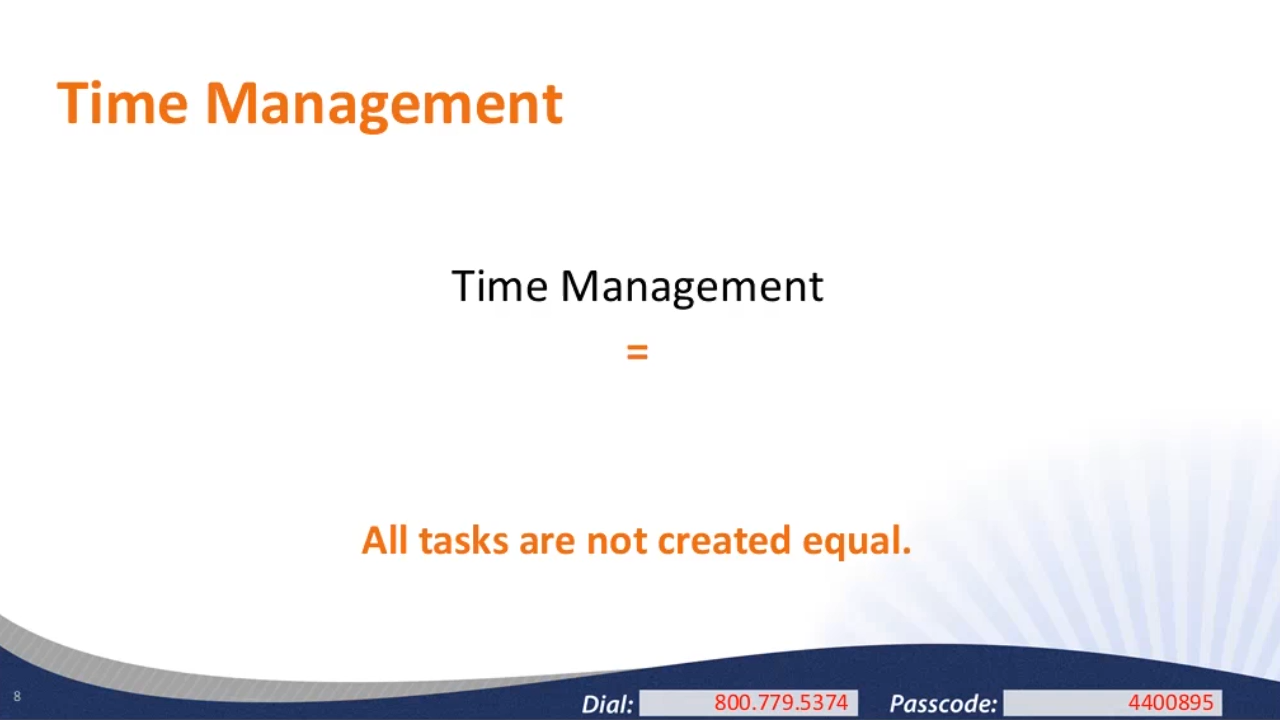 Time Management
Time Management
=
All tasks are not created equal.
8
Dial: 800.779.5374 Passcode: 4400895